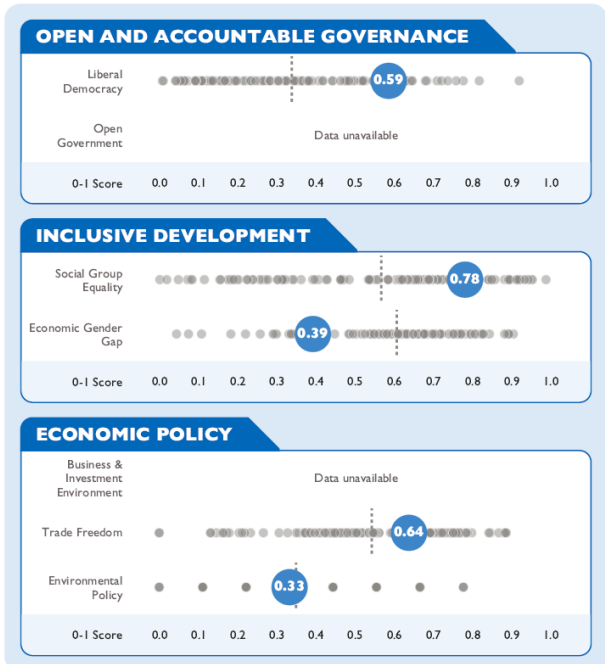 OPEN AND ACCOUNTABLE GOVERNANCE
Liberal
Democracy
0.59
Open
Government
Data unavailable
0-1 Score 0.0 0.1 0.2 0.3 0.4 0.5 0.6 0.7 0.8 0.9 1.0
INCLUSIVE DEVELOPMENT
Social Group
Equality
0.78
Economic Gender
Gap
0.39
0-1 Score 0.0 0.1 0.2 0.3 0.4 0.5 0.6 0.7 0.8 0.9 1.0
ECONOMIC POLICY
Business &
Investment
Environment
Data unavailable
Trade Freedom
0.64
Environmental
Policy
0.33
0-1 Score 0.0 0.1 0.2 0.3 0.4 0.5 0.6 0.7 0.8 0.9 1.0